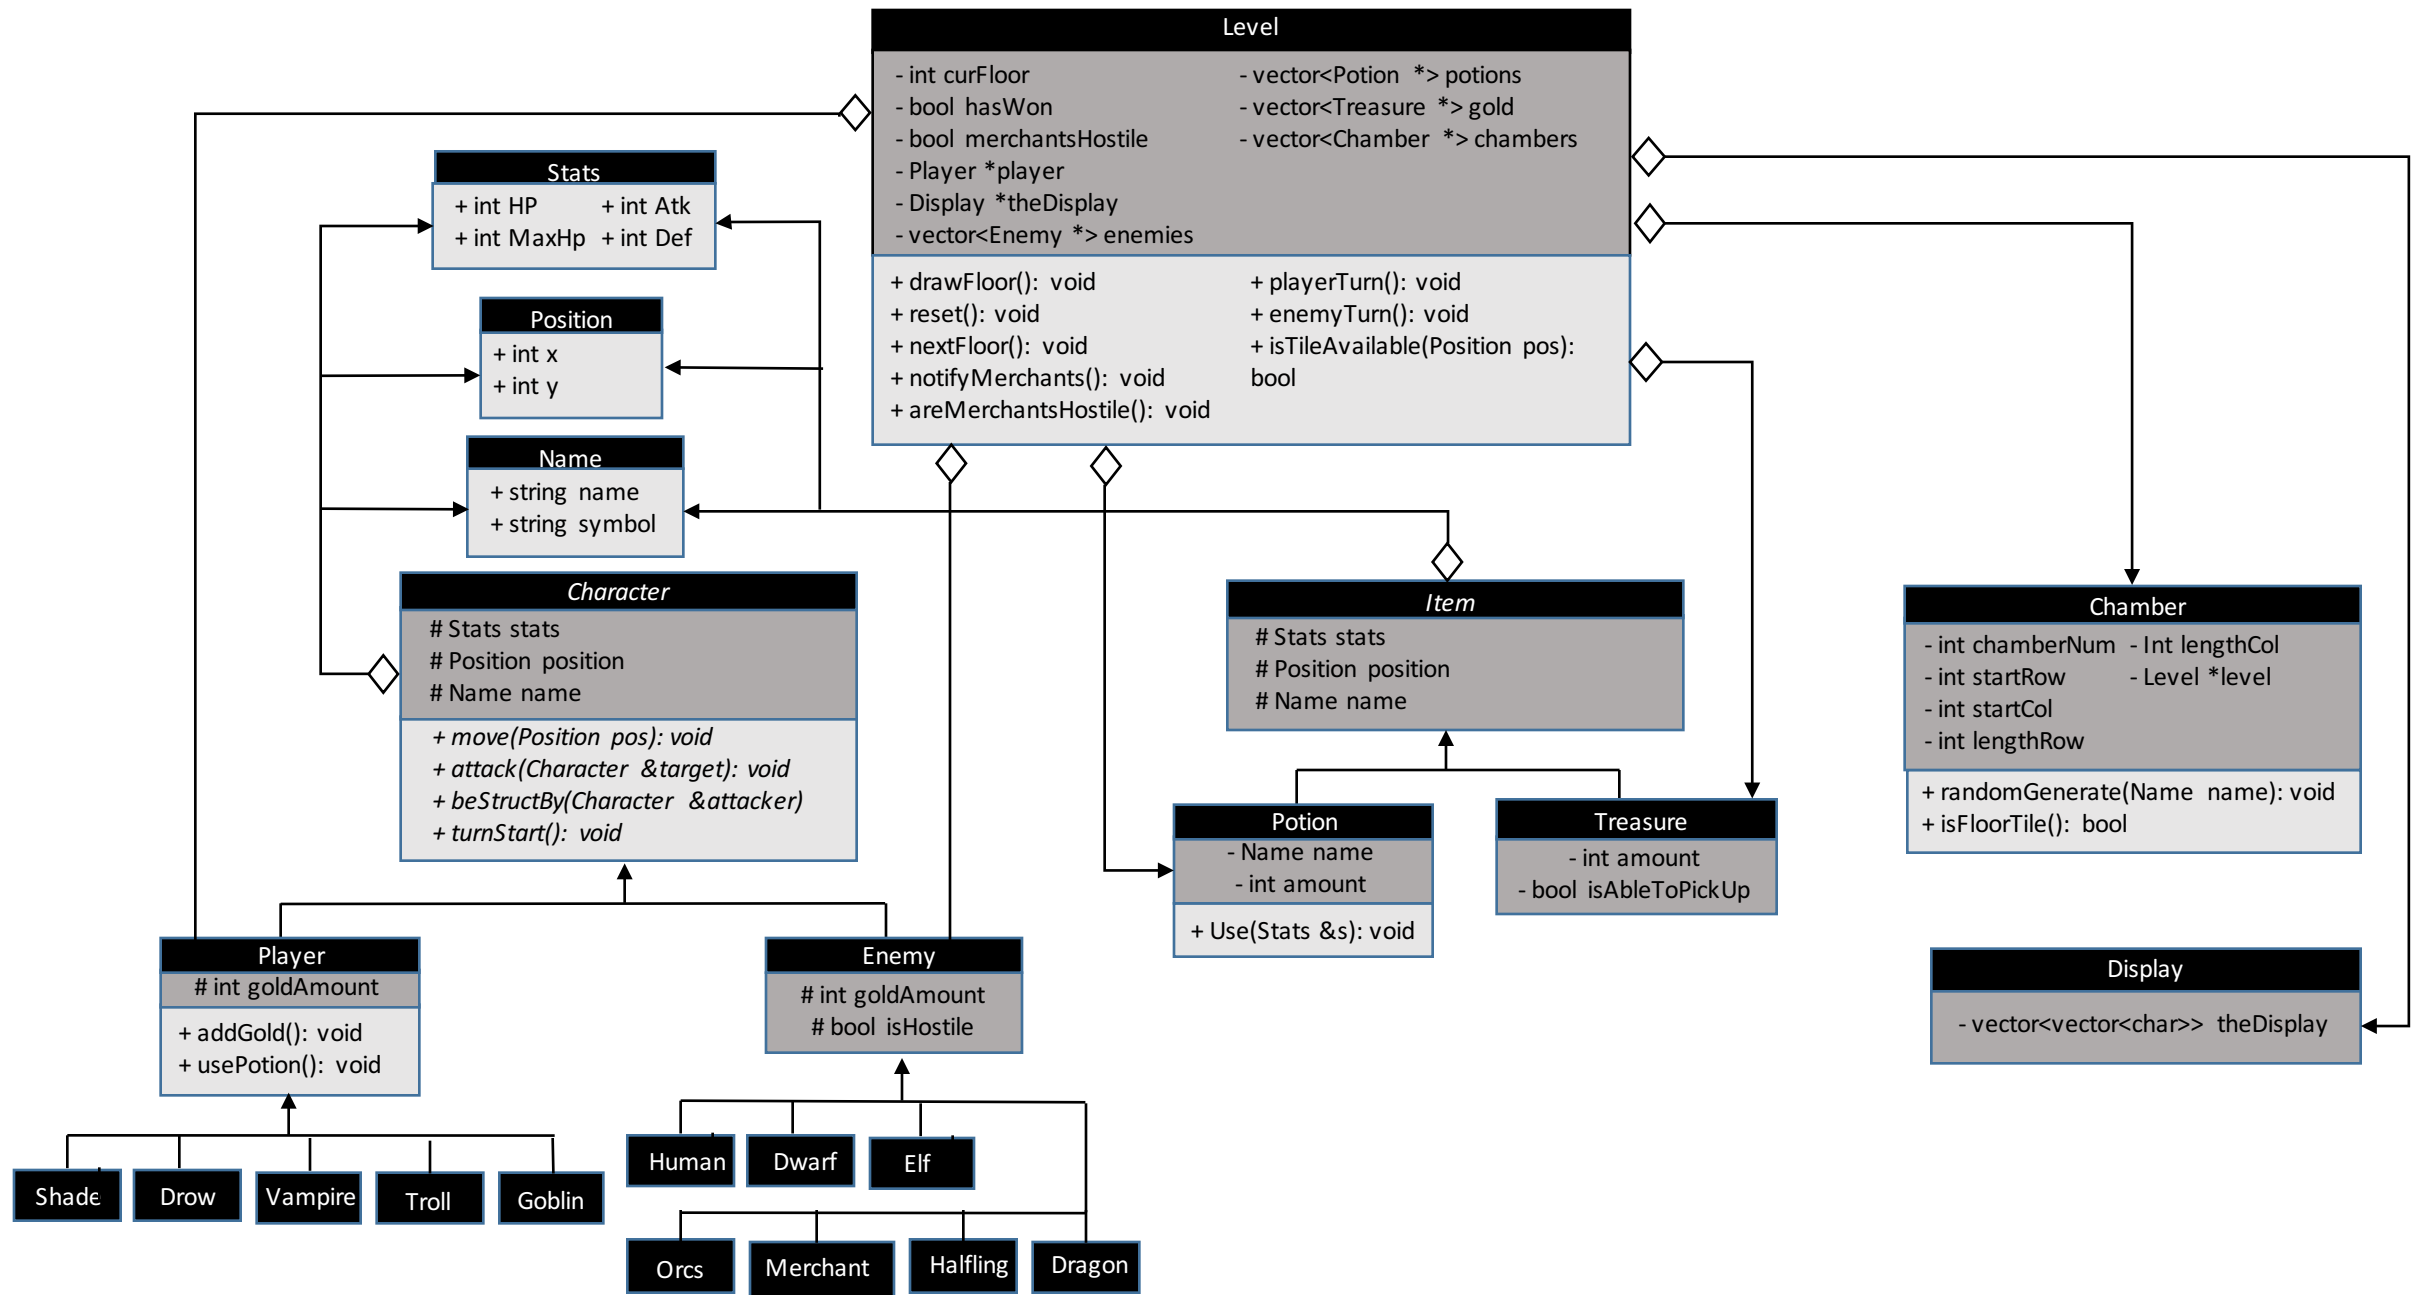 Level
- int curFloor
- bool hasWon
- bool merchantsHostile
- Player *player
- Display *theDisplay
- vector<Enemy *> enemies
- vector<Potion *> potions
- vector<Treasure *> gold
- vector<Chamber *> chambers
+ drawFloor(): void
+ reset(): void
+ nextFloor(): void
+ notifyMerchants(): void
+ areMerchantsHostile(): void
+ playerTurn(): void
+ enemyTurn(): void
+ isTileAvailable(Position pos):
bool
Stats
+ int HP + int Atk
+ int MaxHp + int Def
Position
+ int x
+ int y
Name
+ string name
+ string symbol
Character
# Stats stats
# Position position
# Name name
+ move(Position pos): void
+ attack(Character &target): void
+ beStructBy(Character &attacker)
+ turnStart(): void
Item
# Stats stats
# Position position
# Name name
Chamber
- int chamberNum - Int lengthCol
- int startRow - Level *level
- int startCol
- int lengthRow
+ randomGenerate(Name name): void
+ isFloorTile(): bool
Potion
- Name name
- int amount
+ Use(Stats &s): void
Treasure
- int amount
- bool isAbleToPickUp
Player
# int goldAmount
+ addGold(): void
+ usePotion(): void
Enemy
# int goldAmount
# bool isHostile
Display
- vector<vector<char>> theDisplay
Shade
Drow
Vampire
Troll
Goblin
Human
Dwarf
Elf
Orcs
Merchant
Halfling
Dragon